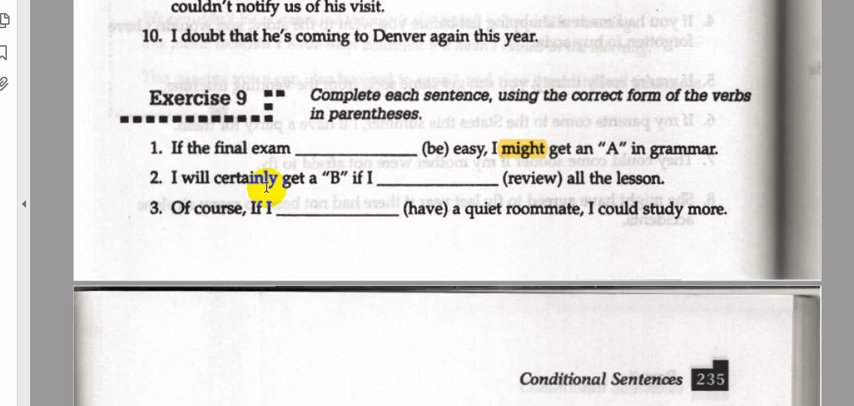 couldn't notify us of his visit.
10. I doubt that he's coming to Denver again this year.
Exercise 9
Complete each sentence, using the correct form of the verbs
in parentheses.
1. If the final exam ____________ (be) easy, I might get an "A" in grammar.
2. I will certainly get a "B" if I ____________ (review) all the lesson.
3. Of course, If I ____________ (have) a quiet roommate, I could study more.
Conditional Sentences 235